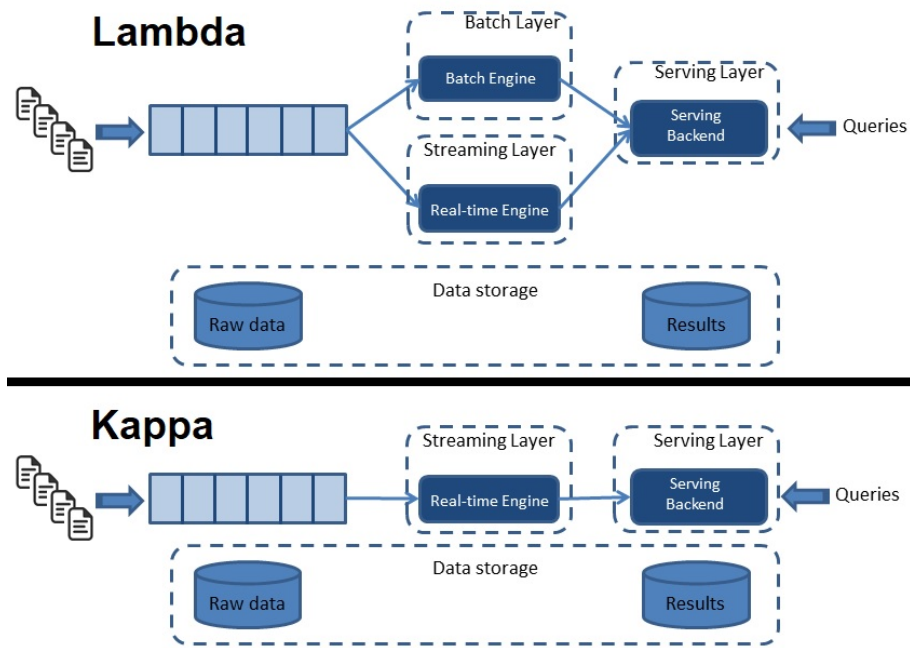 Lambda
Batch Layer
Batch Engine
Streaming Layer
Real-time Engine
Serving Layer
Serving
Backend
Queries
Data storage
Raw data
Results
Kappa
Streaming Layer
Real-time Engine
Serving Layer
Serving
Backend
Queries
Data storage
Raw data
Results